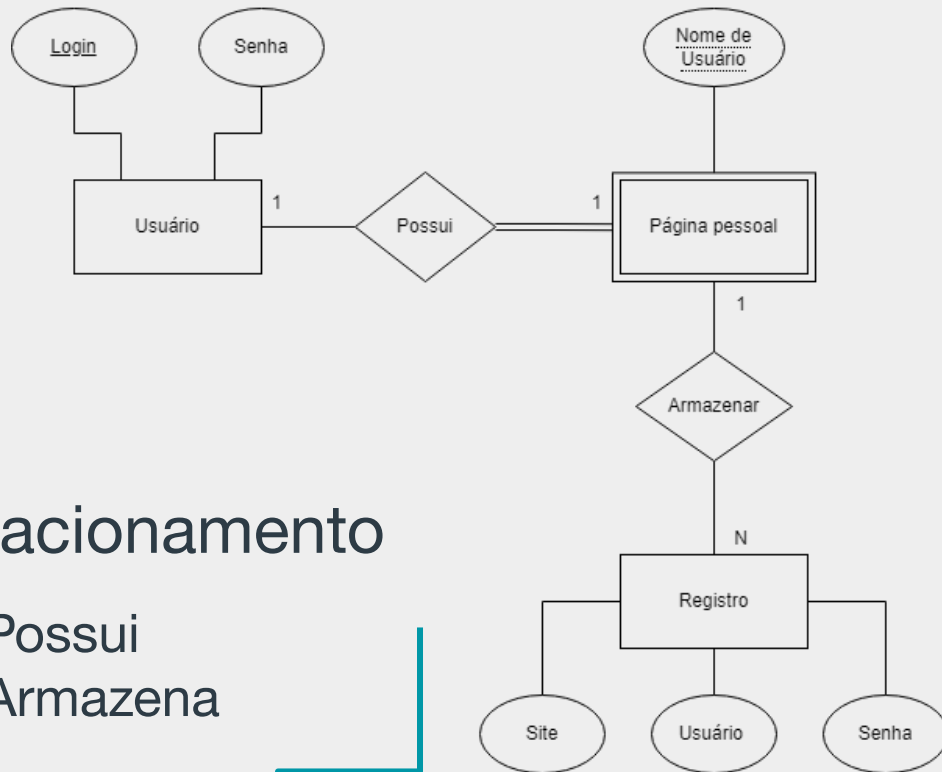 Login
Senha
Nome de
Usuário
Usuário
1
Possui
1
Página pessoal
1
Armazenar
N
acionamento
Possui
Armazena
Registro
Site
Usuário
Senha